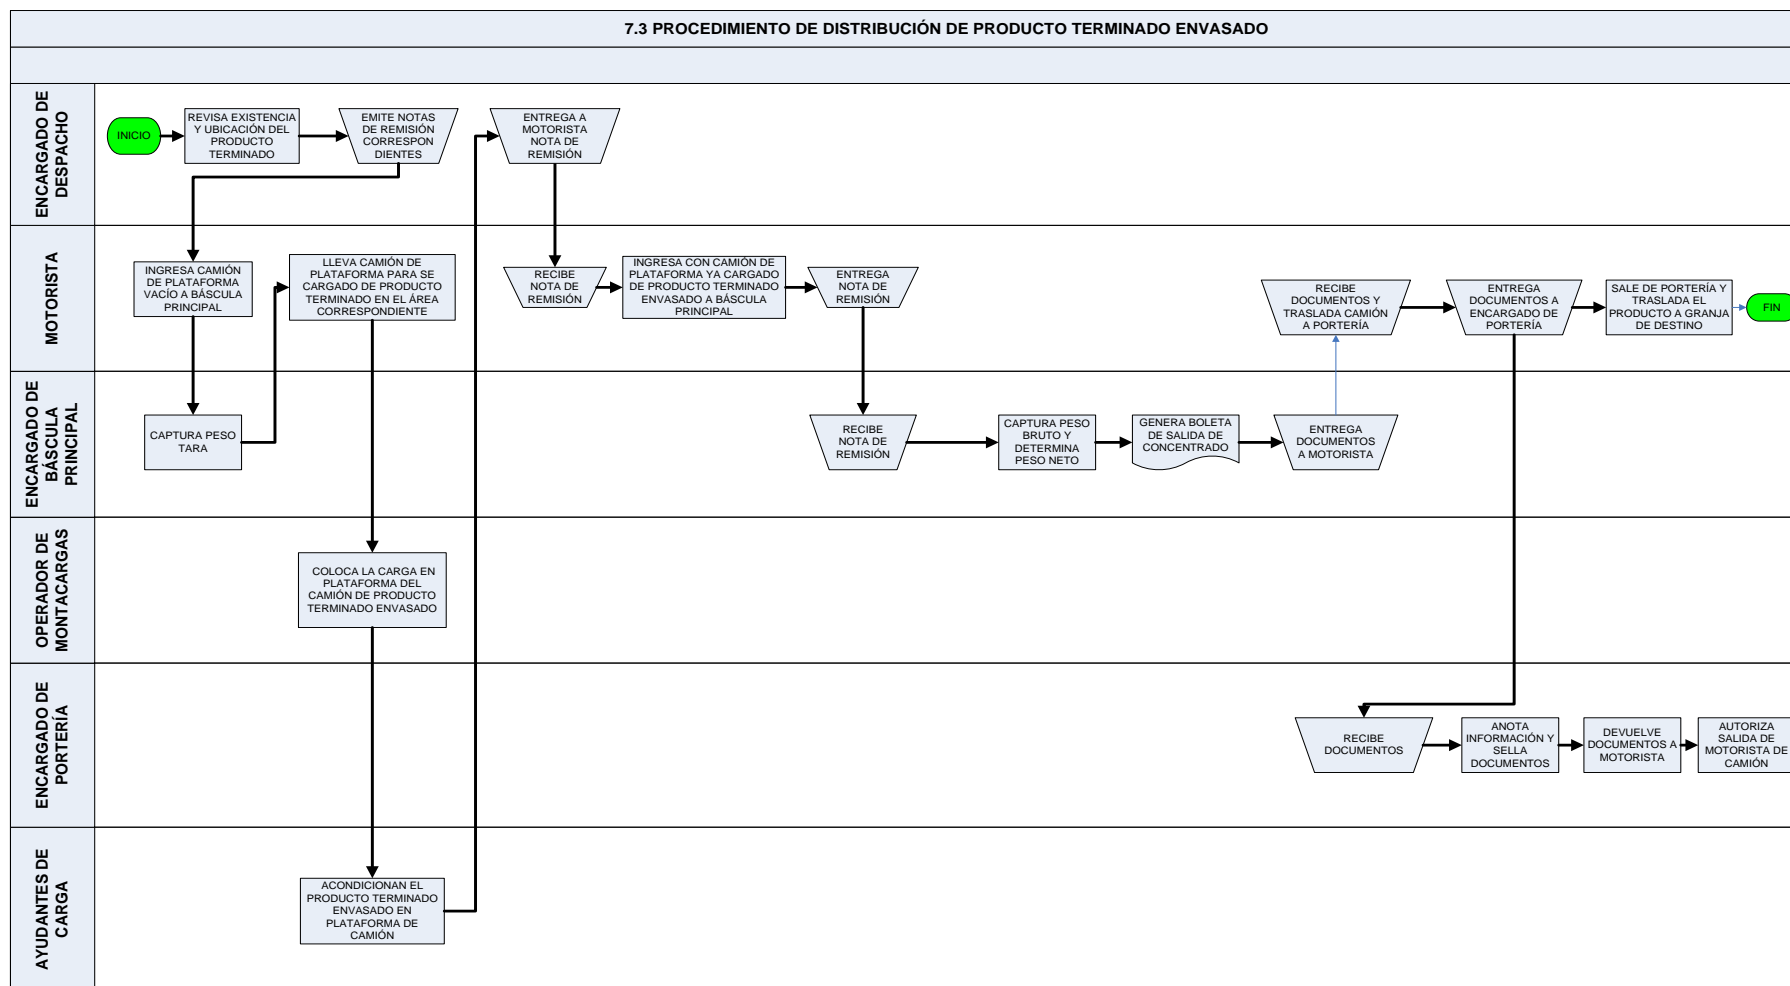 7.3 PROCEDIMIENTO DE DISTRIBUCIÓN DE PRODUCTO TERMINADO ENVASADO
ENCARGADO DE
DESPACHO
INICIO
REVISA EXISTENCIA
Y UBICACIÓN DEL
PRODUCTO
TERMINADO
EMITE NOTAS
DE REMISIÓN
CORRESPON
DIENTES
ENTREGA A
MOTORISTA
NOTA DE
REMISIÓN
MOTORISTA
INGRESA CAMIÓN
DE PLATAFORMA
VACÍO A BÁSCULA
PRINCIPAL
LLEVA CAMIÓN DE
PLATAFORMA PARA SE
CARGADO DE PRODUCTO
TERMINADO EN EL ÁREA
CORRESPONDIENTE
RECIBE
NOTA DE
REMISIÓN
INGRESA CON CAMIÓN DE
PLATAFORMA YA CARGADO
DE PRODUCTO TERMINADO
ENVASADO A BÁSCULA
PRINCIPAL
ENTREGA
NOTA DE
REMISIÓN
RECIBE
DOCUMENTOS Y
TRASLADA CAMIÓN
A PORTERÍA
ENTREGA
DOCUMENTOS A
ENCARGADO DE
PORTERÍA
SALE DE PORTERÍA Y
TRASLADA EL
PRODUCTO A GRANJA
DE DESTINO
FIN
ENCARGADO DE
BÁSCULA
PRINCIPAL
CAPTURA PESO
TARA
RECIBE
NOTA DE
REMISIÓN
CAPTURA PESO
BRUTO Y
DETERMINA
PESO NETO
GENERA BOLETA
DE SALIDA DE
CONCENTRADO
ENTREGA
DOCUMENTOS
A MOTORISTA
OPERADOR DE
MONTACARGAS
COLOCA LA CARGA EN
PLATAFORMA DEL
CAMIÓN DE PRODUCTO
TERMINADO ENVASADO
ENCARGADO DE
PORTERÍA
RECIBE
DOCUMENTOS
ANOTA
INFORMACIÓN Y
SELLA
DOCUMENTOS
DEVUELVE
DOCUMENTOS A
MOTORISTA
AUTORIZA
SALIDA DE
MOTORISTA DE
CAMIÓN
AYUDANTES DE
CARGA
ACONDICIONAN EL
PRODUCTO TERMINADO
ENVASADO EN
PLATAFORMA DE
CAMIÓN